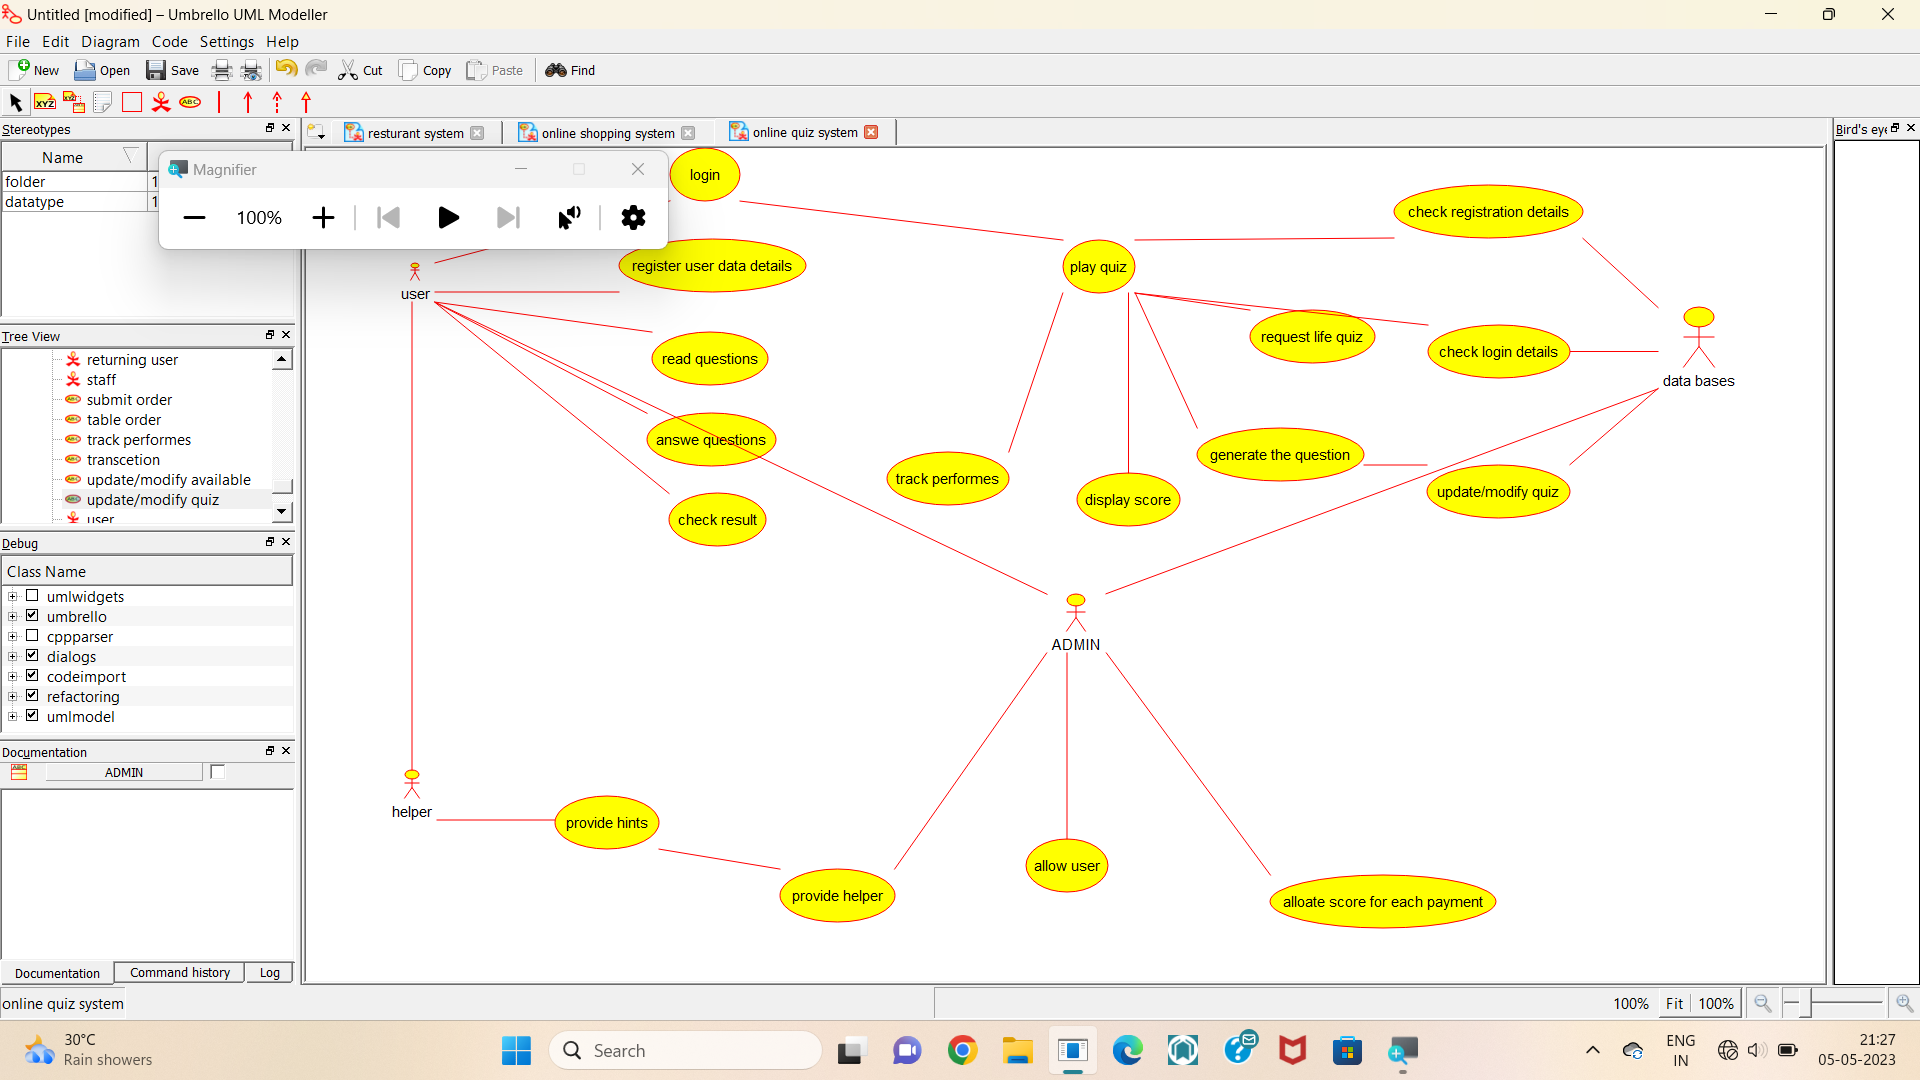 Untitled [modified] – Umbrello UML Modeller
File Edit Diagram Code Settings Help
New Open Save Cut Copy Paste Find
XYZ XYZ ABC
Stereotypes
resturant system online shopping system online quiz system
Bird's eye
Name
folder 1
datatype 1
Magnifier
100%
login
check registration details
register user data details
play quiz
user
read questions
request life quiz
check login details
data bases
answe questions
generate the question
track performes
display score
update/modify quiz
check result
ADMIN
helper
provide hints
allow user
provide helper
alloate score for each payment
Tree View
returning user
staff
submit order
table order
track performes
transcetion
update/modify available
update/modify quiz
user
Debug
Class Name
umlwidgets
umbrello
cppparser
dialogs
codeimport
refactoring
umlmodel
Documentation
ADMIN
Documentation Command history Log
online quiz system
100% Fit 100%
30°C
Rain showers
Search
ENG
IN
21:27
05-05-2023